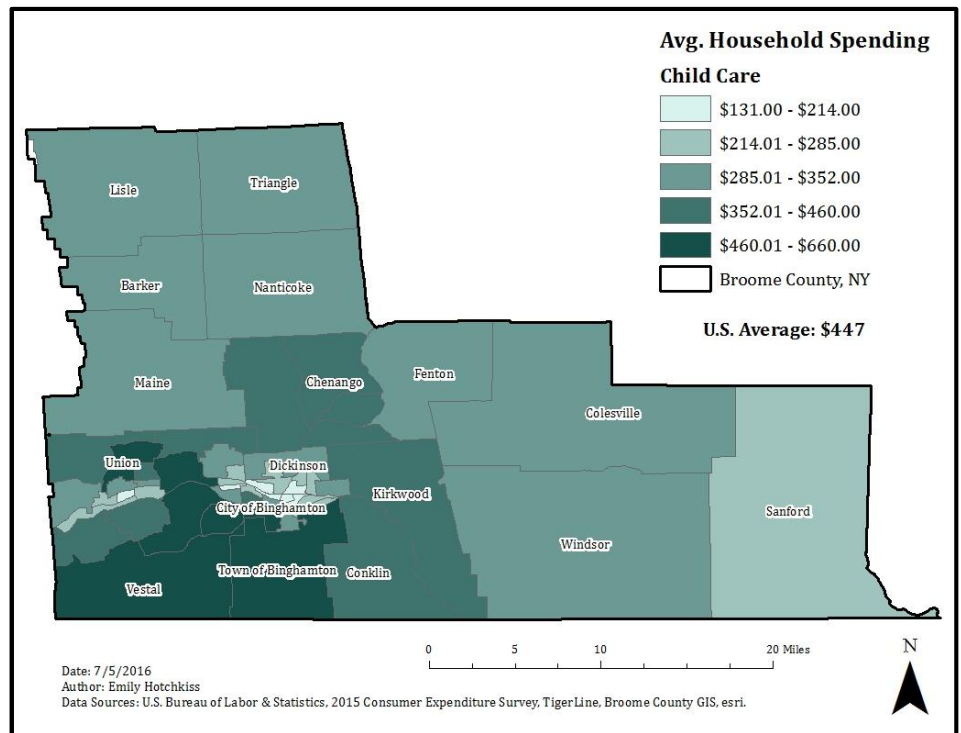 Avg. Household Spending
Child Care
$131.00 - $214.00
$214.01 - $285.00
$285.01 - $352.00
$352.01 - $460.00
$460.01 - $660.00
Broome County, NY
U.S. Average: $447
Lisle
Triangle
Barker
Nanticoke
Maine
Chenango
Fenton
Colesville
Union
Dickinson
Kirkwood
City of Binghamton
Sanford
Windsor
Town of Binghamton
Conklin
Vestal
0 5 10 20 Miles
N
Date: 7/5/2016
Author: Emily Hotchkiss
Data Sources: U.S. Bureau of Labor & Statistics, 2015 Consumer Expenditure Survey, TigerLine, Broome County GIS, esri.